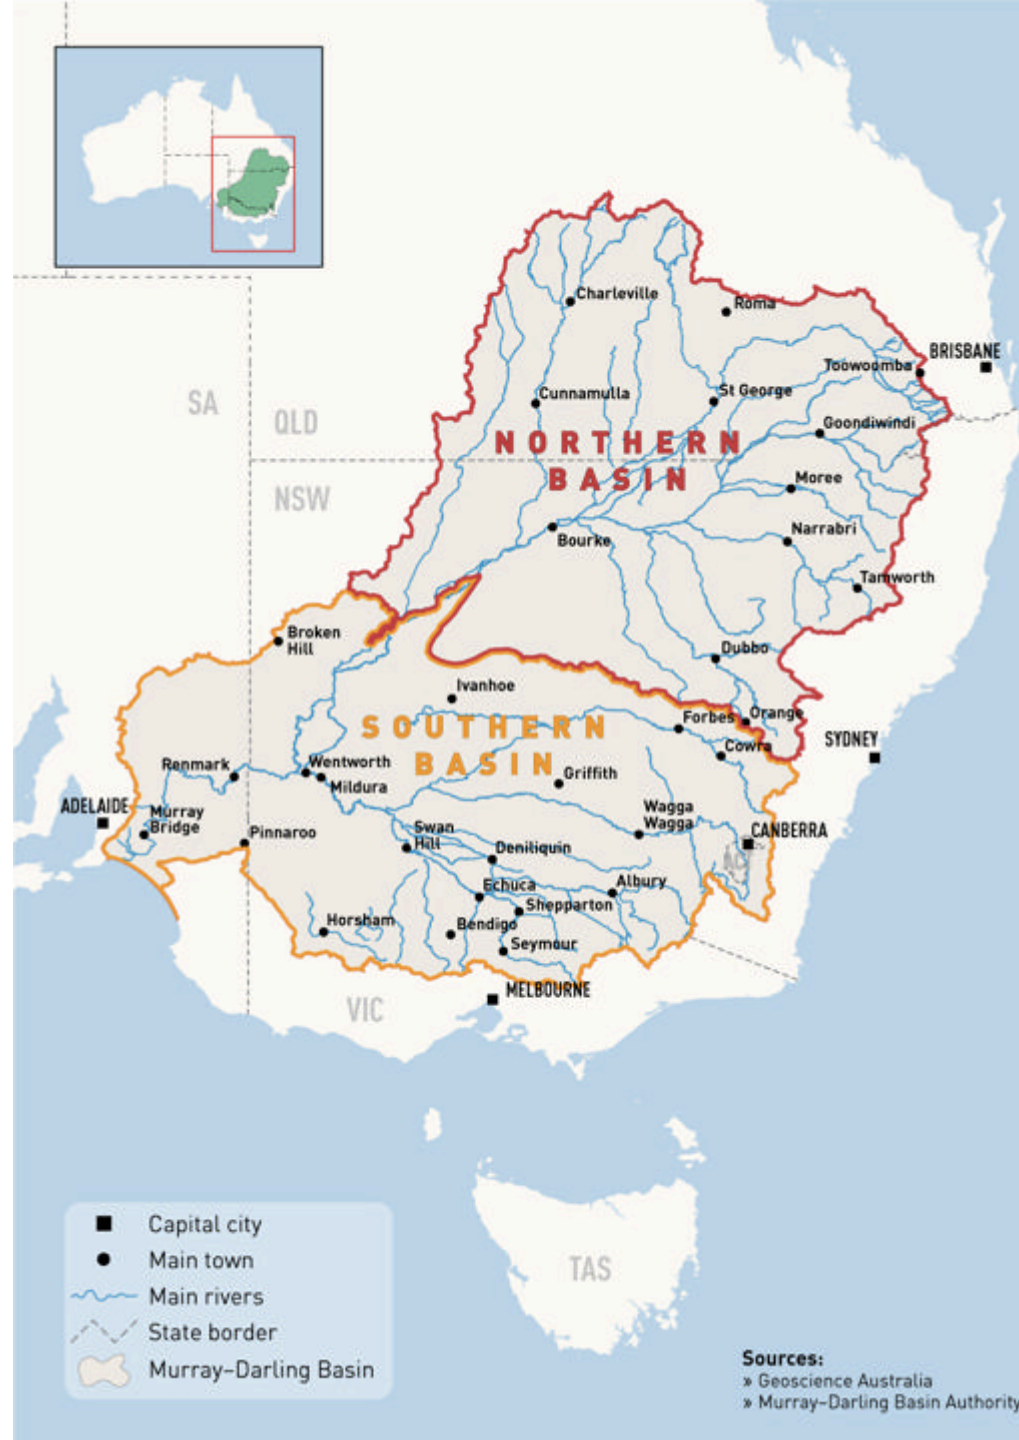 Charleville
Roma
BRISBANE
Toowoomba
Cunnamulla
St George
SA
QLD
Goondiwindi
NORTHERN
BASIN
NSW
Moree
Bourke
Narrabri
Tamworth
Broken
Hill
Dubbo
Ivanhoe
SOUTHERN
BASIN
Forbes
Orange
SYDNEY
Cowra
Renmark
Wentworth
Mildura
Griffith
ADELAIDE
Murray
Bridge
Pinnaroo
Swan
Hill
Wagga
Wagga
CANBERRA
ACT
Deniliquin
Echuca
Albury
Shepparton
Horsham
Bendigo
Seymour
MELBOURNE
VIC
TAS
Capital city
Main town
Main rivers
State border
Murray–Darling Basin
Sources:
» Geoscience Australia
» Murray–Darling Basin Authority